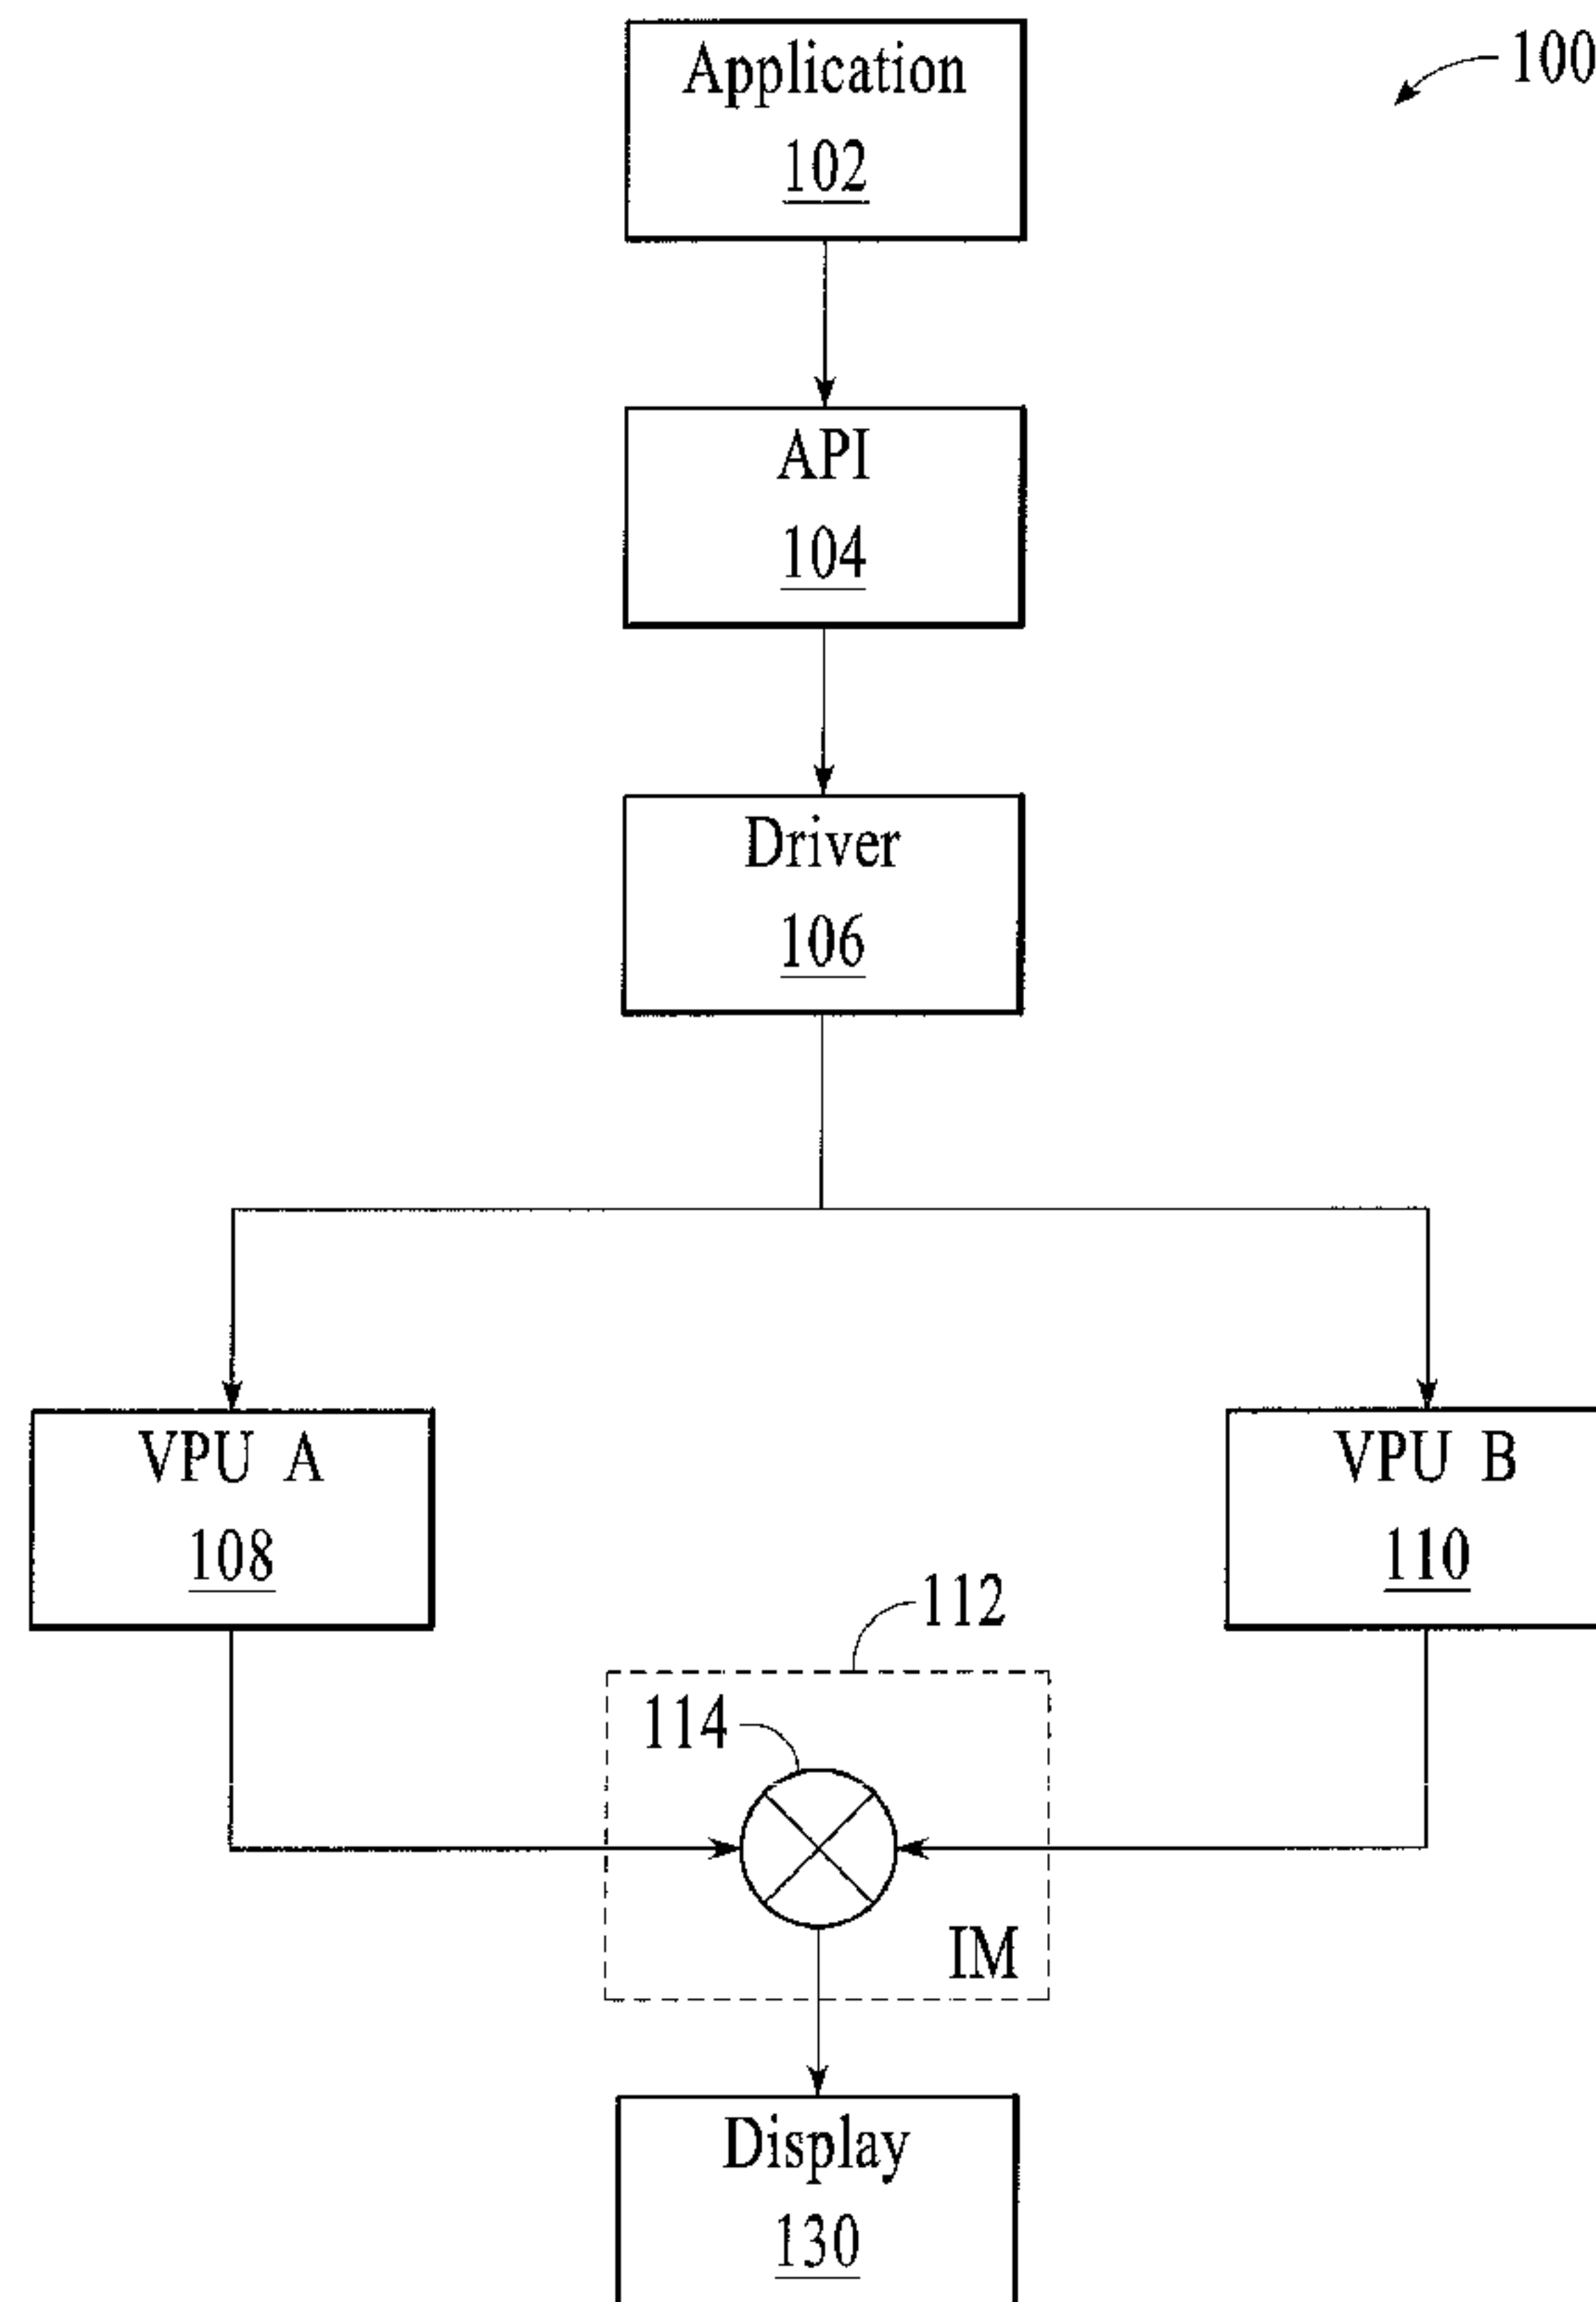 Application
100
102
API
104
Driver
106
VPU A
VPU B
108
110
112
114
IM
Display
130